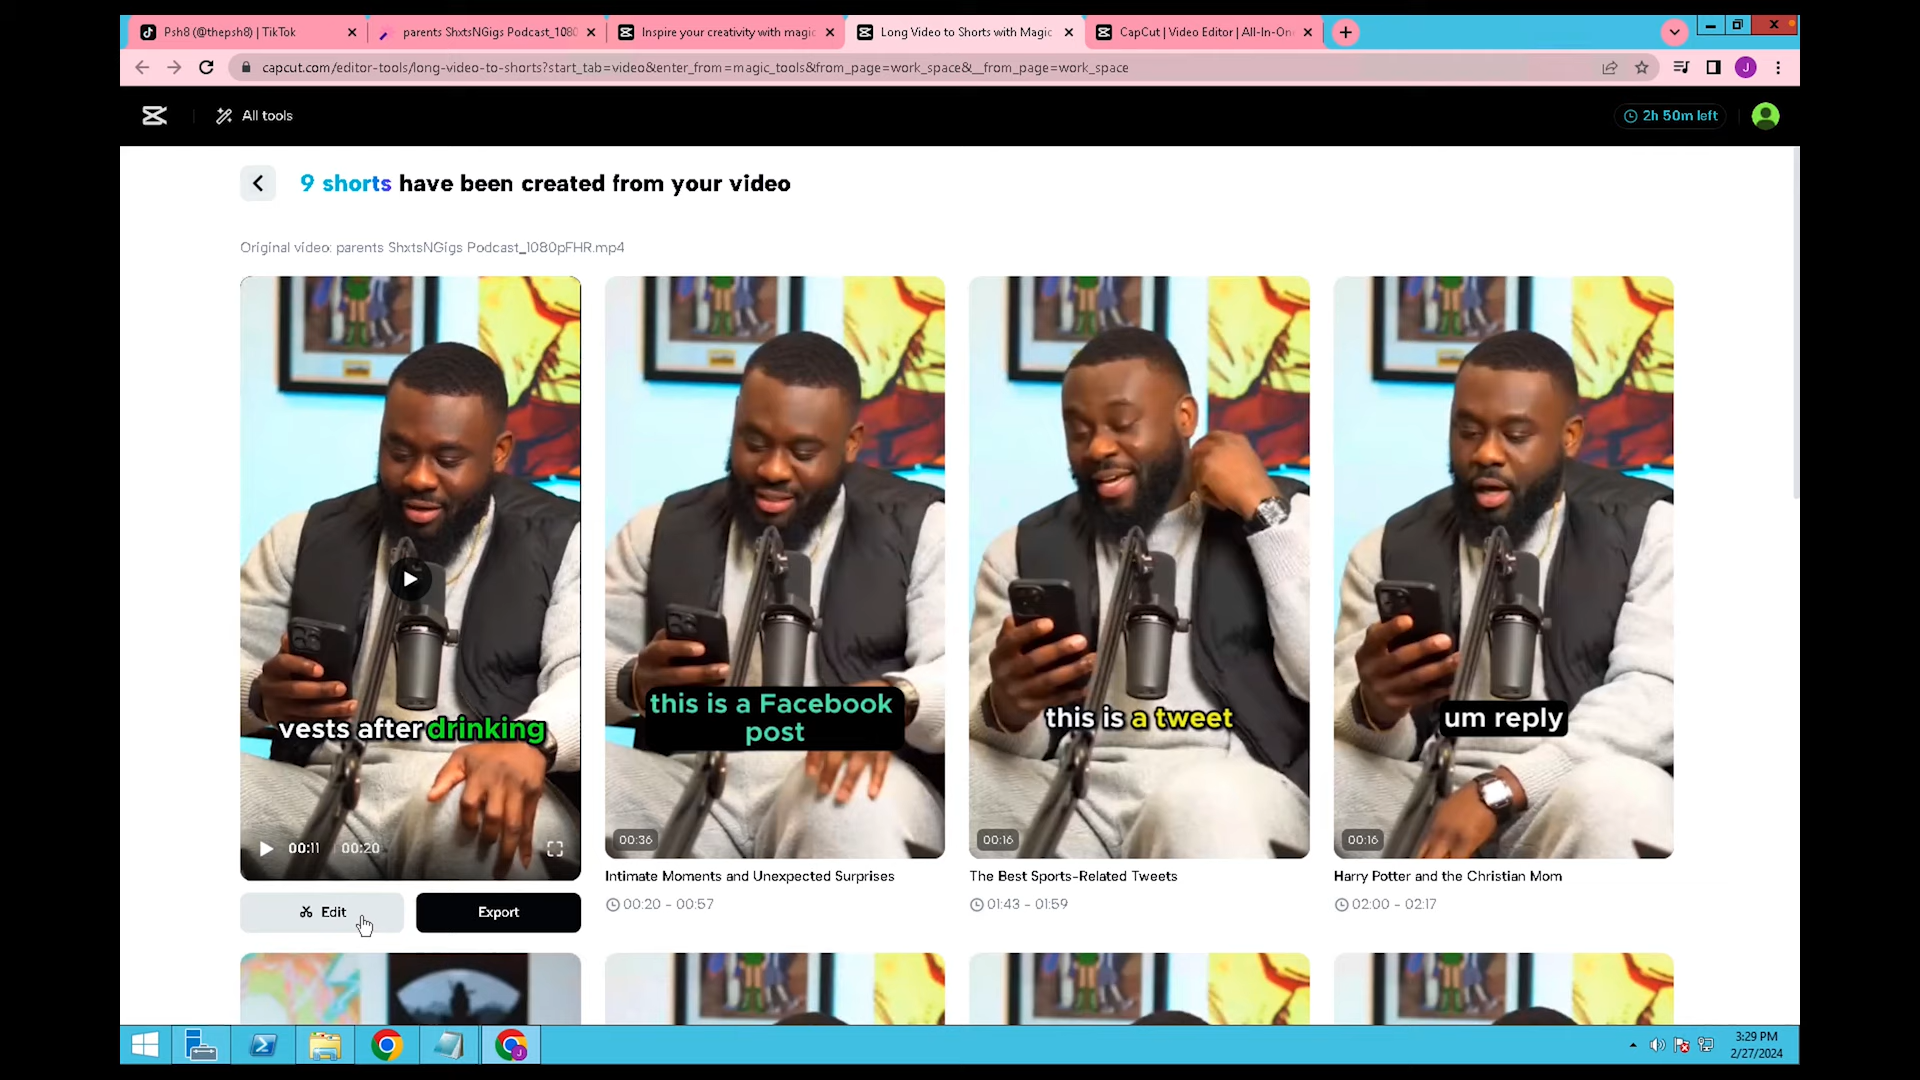 Psh8 (@thepsh8) | TikTok
parents ShxtsNGigs Podcast_1080
Inspire your creativity with magic
Long Video to Shorts with Magic
CapCut | Video Editor | All-In-On
capcut.com/editor-tools/long-video-to-shorts?start_tab=video&enter_from=magic_tools&from_page=work_space&__from_page=work_space
J
All tools
2h 50m left
9 shorts have been created from your video
Original video: parents ShxtsNGigs Podcast_1080pFHR.mp4
vests after drinking
00:11 00:20
Edit
Export
this is a Facebook
post
00:36
Intimate Moments and Unexpected Surprises
00:20 - 00:57
this is a tweet
00:16
The Best Sports-Related Tweets
01:43 - 01:59
um reply
00:16
Harry Potter and the Christian Mom
02:00 - 02:17
3:29 PM
2/27/2024